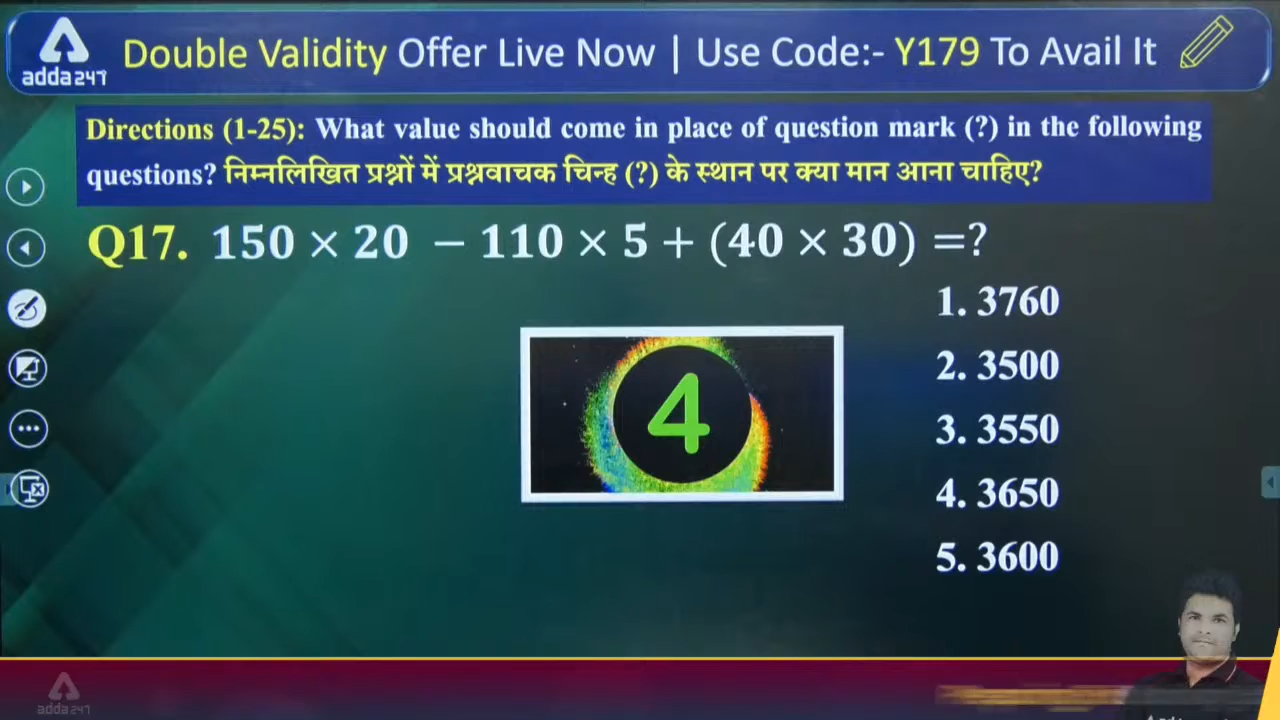 adda247
Double Validity Offer Live Now | Use Code:- Y179 To Avail It
Directions (1-25): What value should come in place of question mark (?) in the following
questions? निम्नलिखित प्रश्नों में प्रश्नवाचक चिन्ह (?) के स्थान पर क्या मान आना चाहिए?
Q17. 150 × 20 − 110 × 5 + (40 × 30) =?
1. 3760
2. 3500
4
3. 3550
4. 3650
5. 3600
adda247